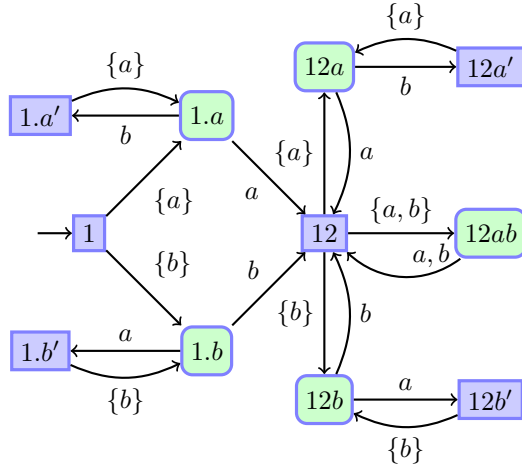 {a}
12a
12a′
{a}
b
1.a′
1.a
b
{a}
a
{a}
a
{a, b}
1
12
12ab
{b}
b
a, b
{b}
b
a
1.b′
1.b
a
{b}
12b
12b′
{b}